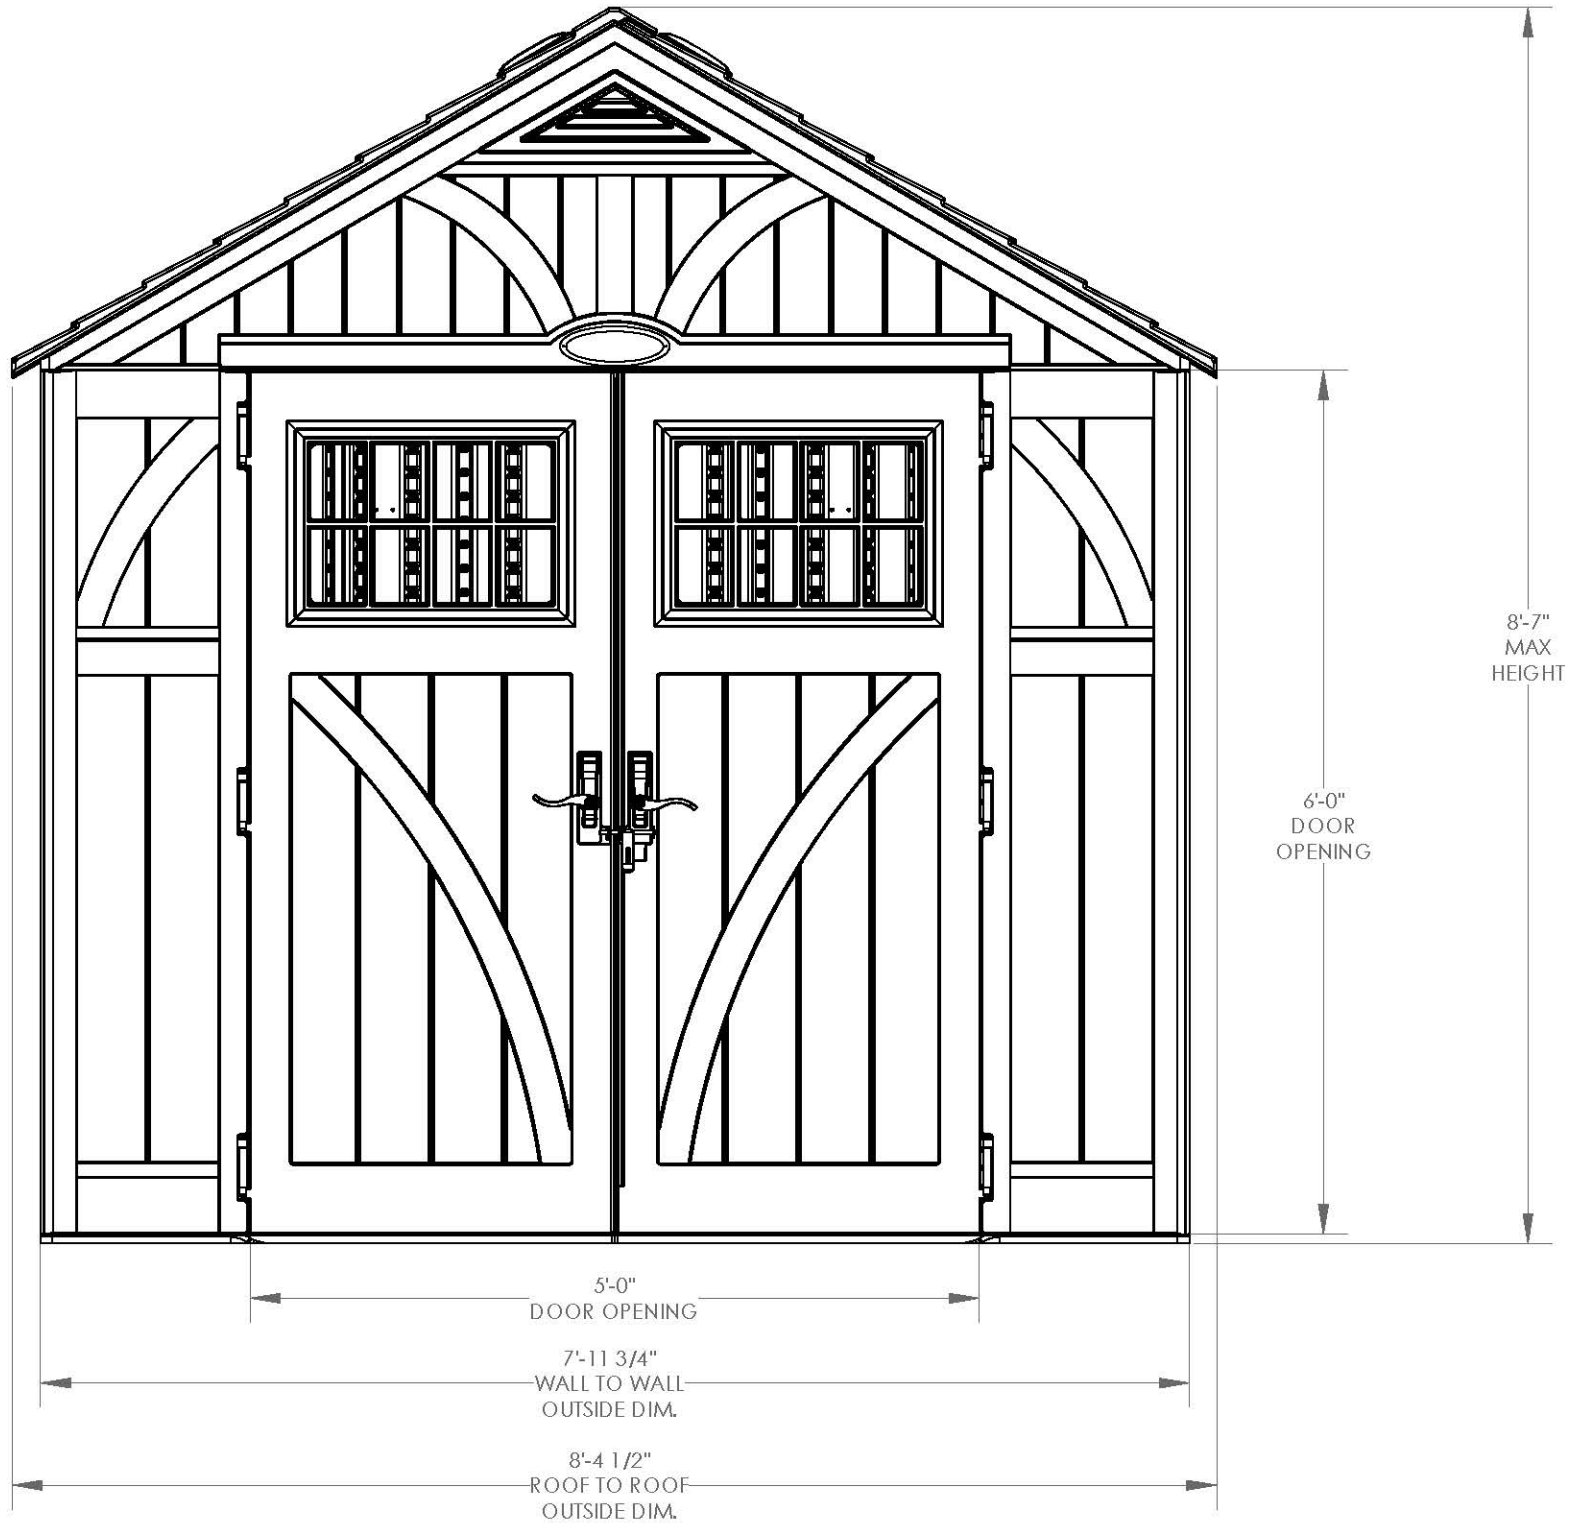 8'-7"
MAX
HEIGHT
6'-0"
DOOR
OPENING
5'-0"
DOOR OPENING
7'-11 3/4"
WALL TO WALL
OUTSIDE DIM.
8'-4 1/2"
ROOF TO ROOF
OUTSIDE DIM.